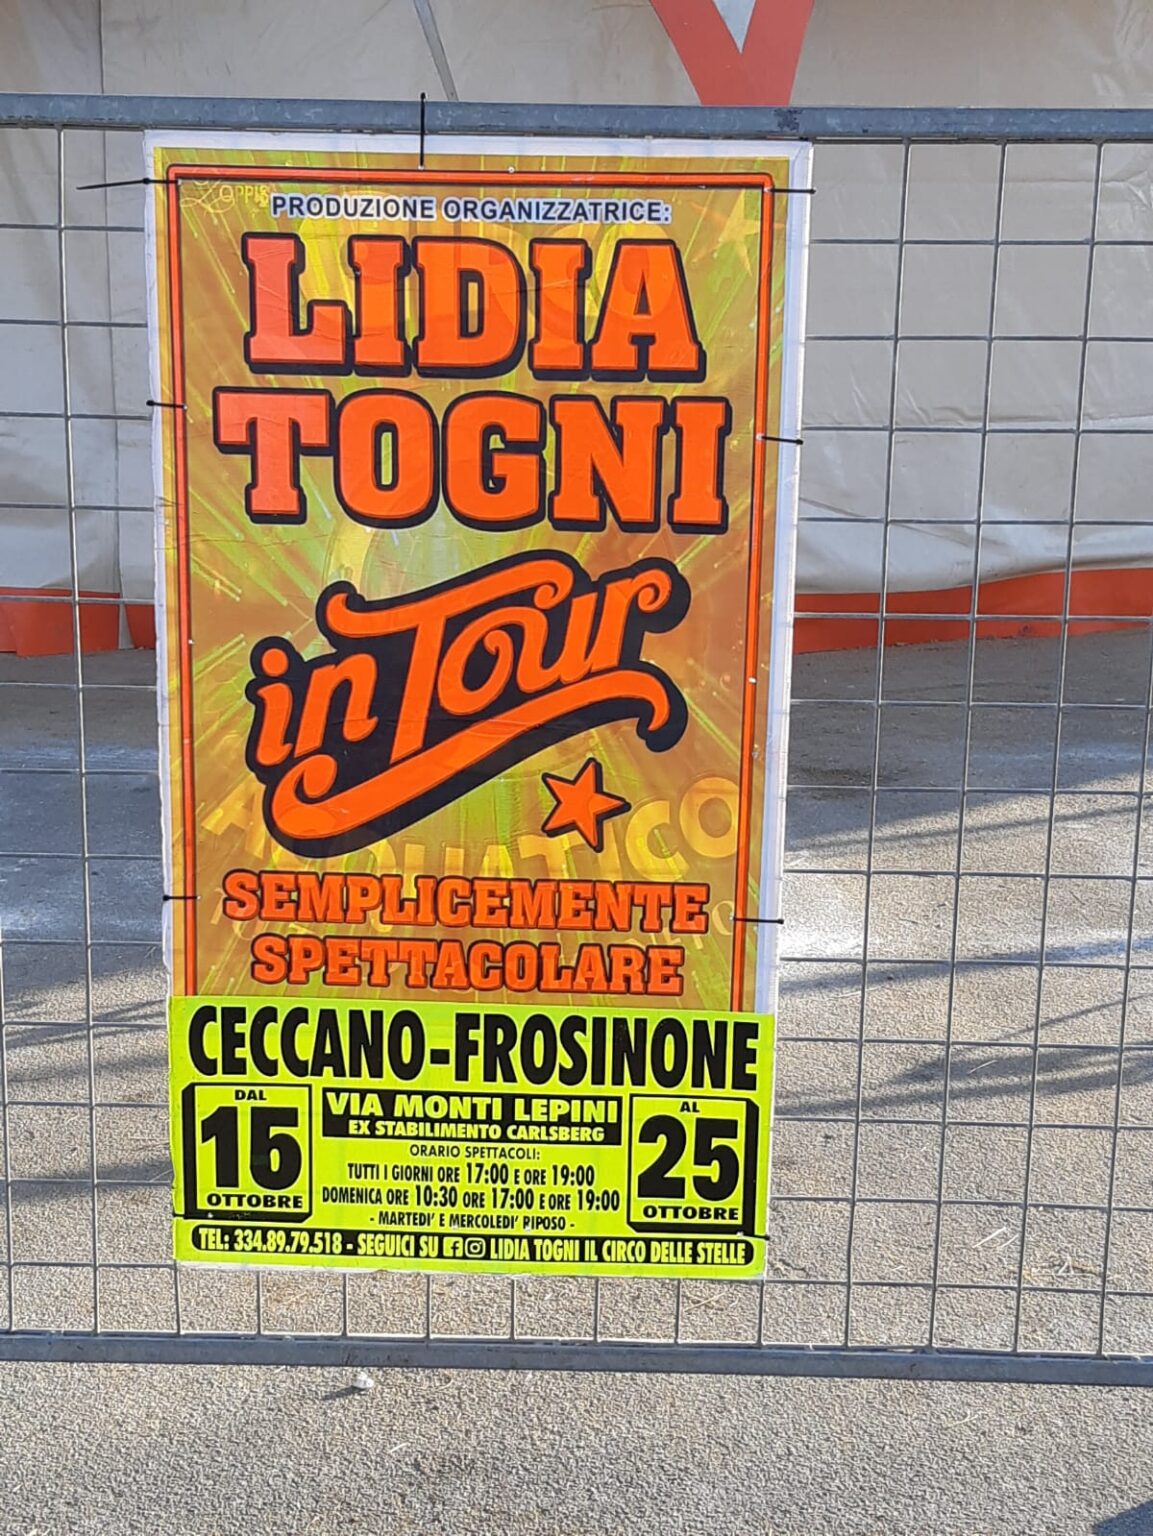 PRODUZIONE ORGANIZZATRICE:
LIDIA
TOGNI
in Tour
ACQUATICO
SEMPLICEMENTE
SPETTACOLARE
CECCANO-FROSINONE
DAL
15
OTTOBRE
VIA MONTI LEPINI
EX STABILIMENTO CARLSBERG
ORARIO SPETTACOLI:
TUTTI I GIORNI ORE 17:00 E ORE 19:00
DOMENICA ORE 10:30 ORE 17:00 E ORE 19:00
- MARTEDI' E MERCOLEDI' RIPOSO -
AL
25
OTTOBRE
TEL: 334.89.79.518 - SEGUICI SU LIDIA TOGNI IL CIRCO DELLE STELLE